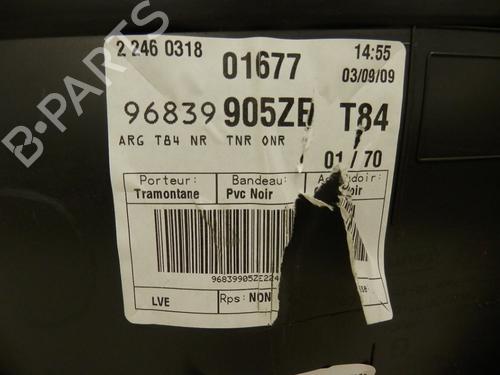 2 246 0318 01677 14:55
03/09/09
96839 905ZE T84
ARG T84 NR TNR ONR 01/70
Porteur: Bandeau:
Tramontane Pvc Noir
96839905ZE224
LVE Rps: NON
B-PARTS